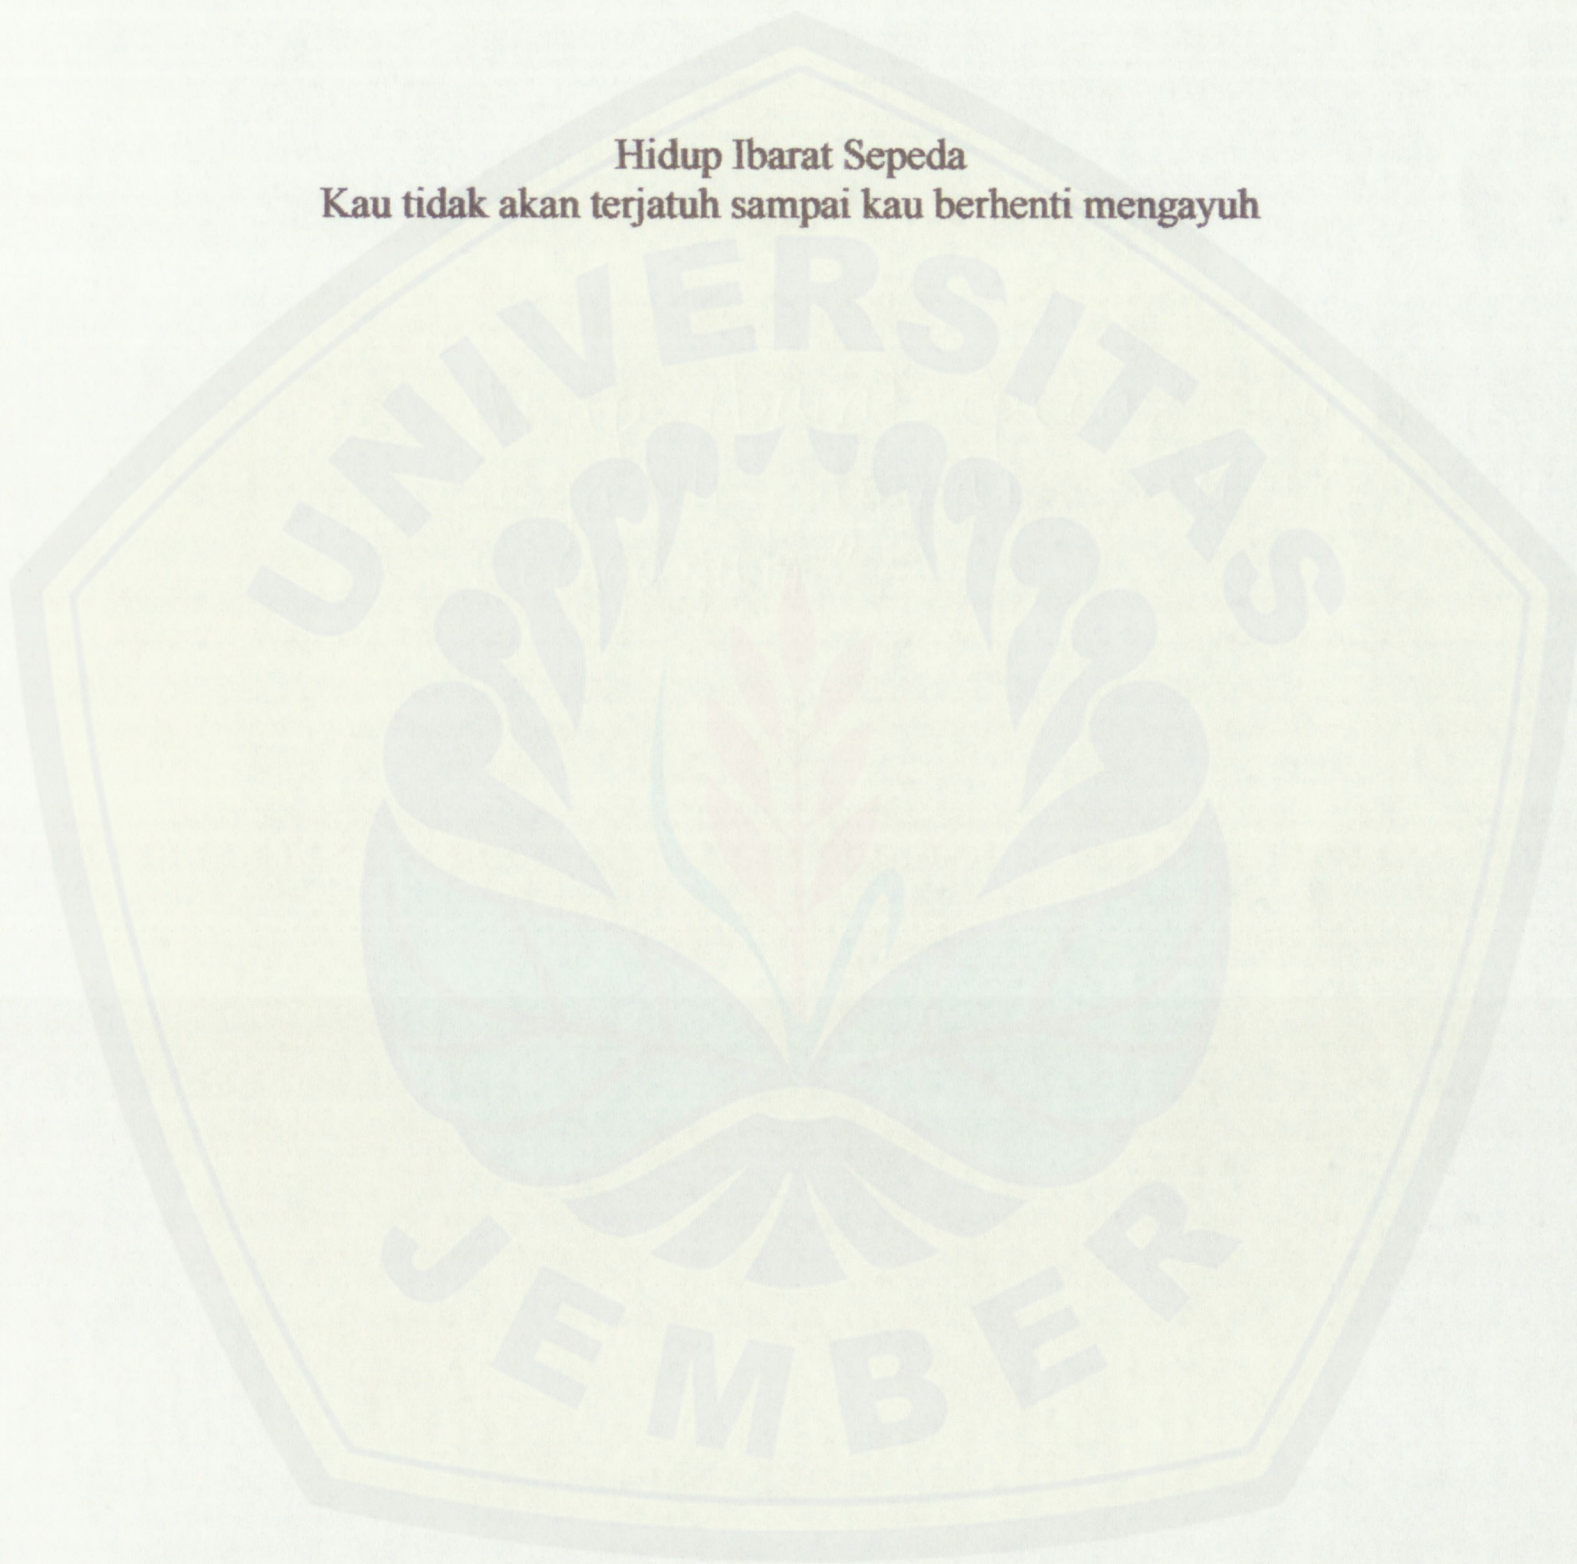 Hidup Ibarat Sepeda
Kau tidak akan terjatuh sampai kau berhenti mengayuh
UNIVERSITAS
JEMBER